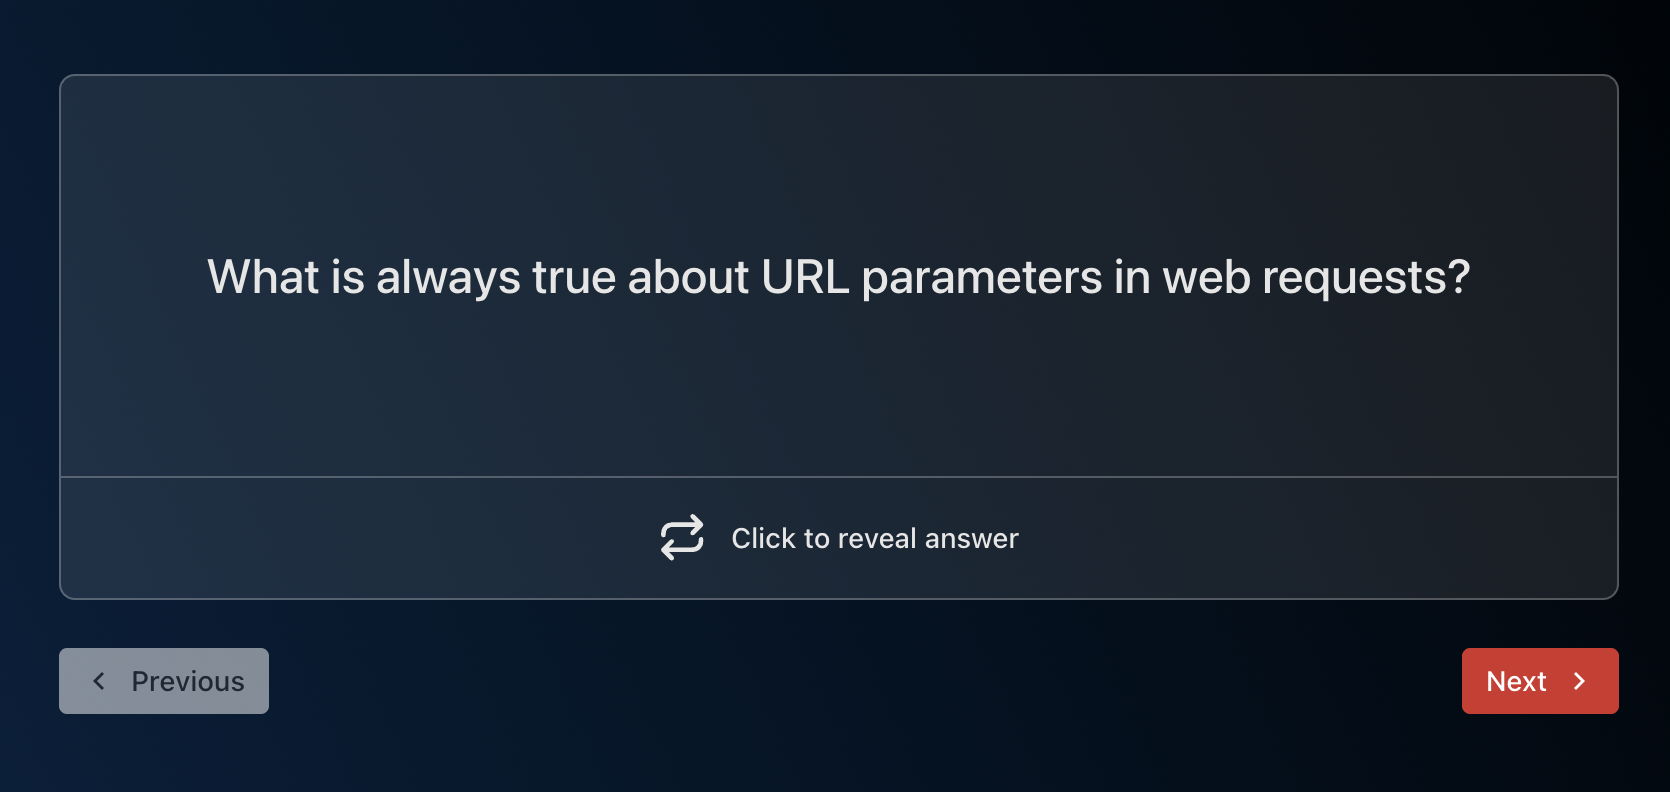 What is always true about URL parameters in web requests?
Click to reveal answer
Previous
Next